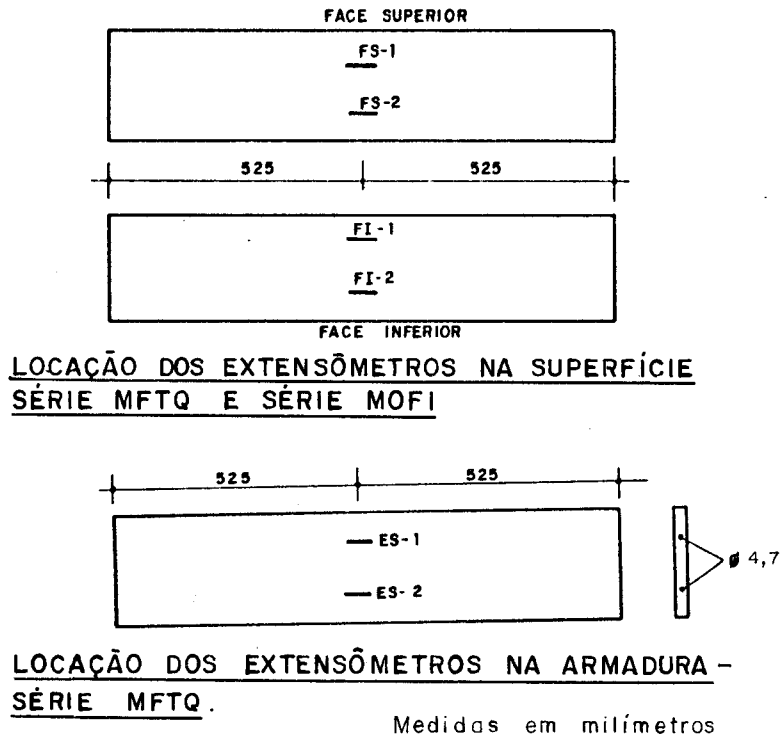 FACE SUPERIOR
FS-1
FS-2
525 525
FI-1
FI-2
FACE INFERIOR
LOCAÇÃO DOS EXTENSÔMETROS NA SUPERFÍCIE
SÉRIE MFTQ E SÉRIE MOFI
525 525
ES-1
ø 4,7
ES-2
LOCAÇÃO DOS EXTENSÔMETROS NA ARMADURA –
SÉRIE MFTQ.
Medidas em milímetros